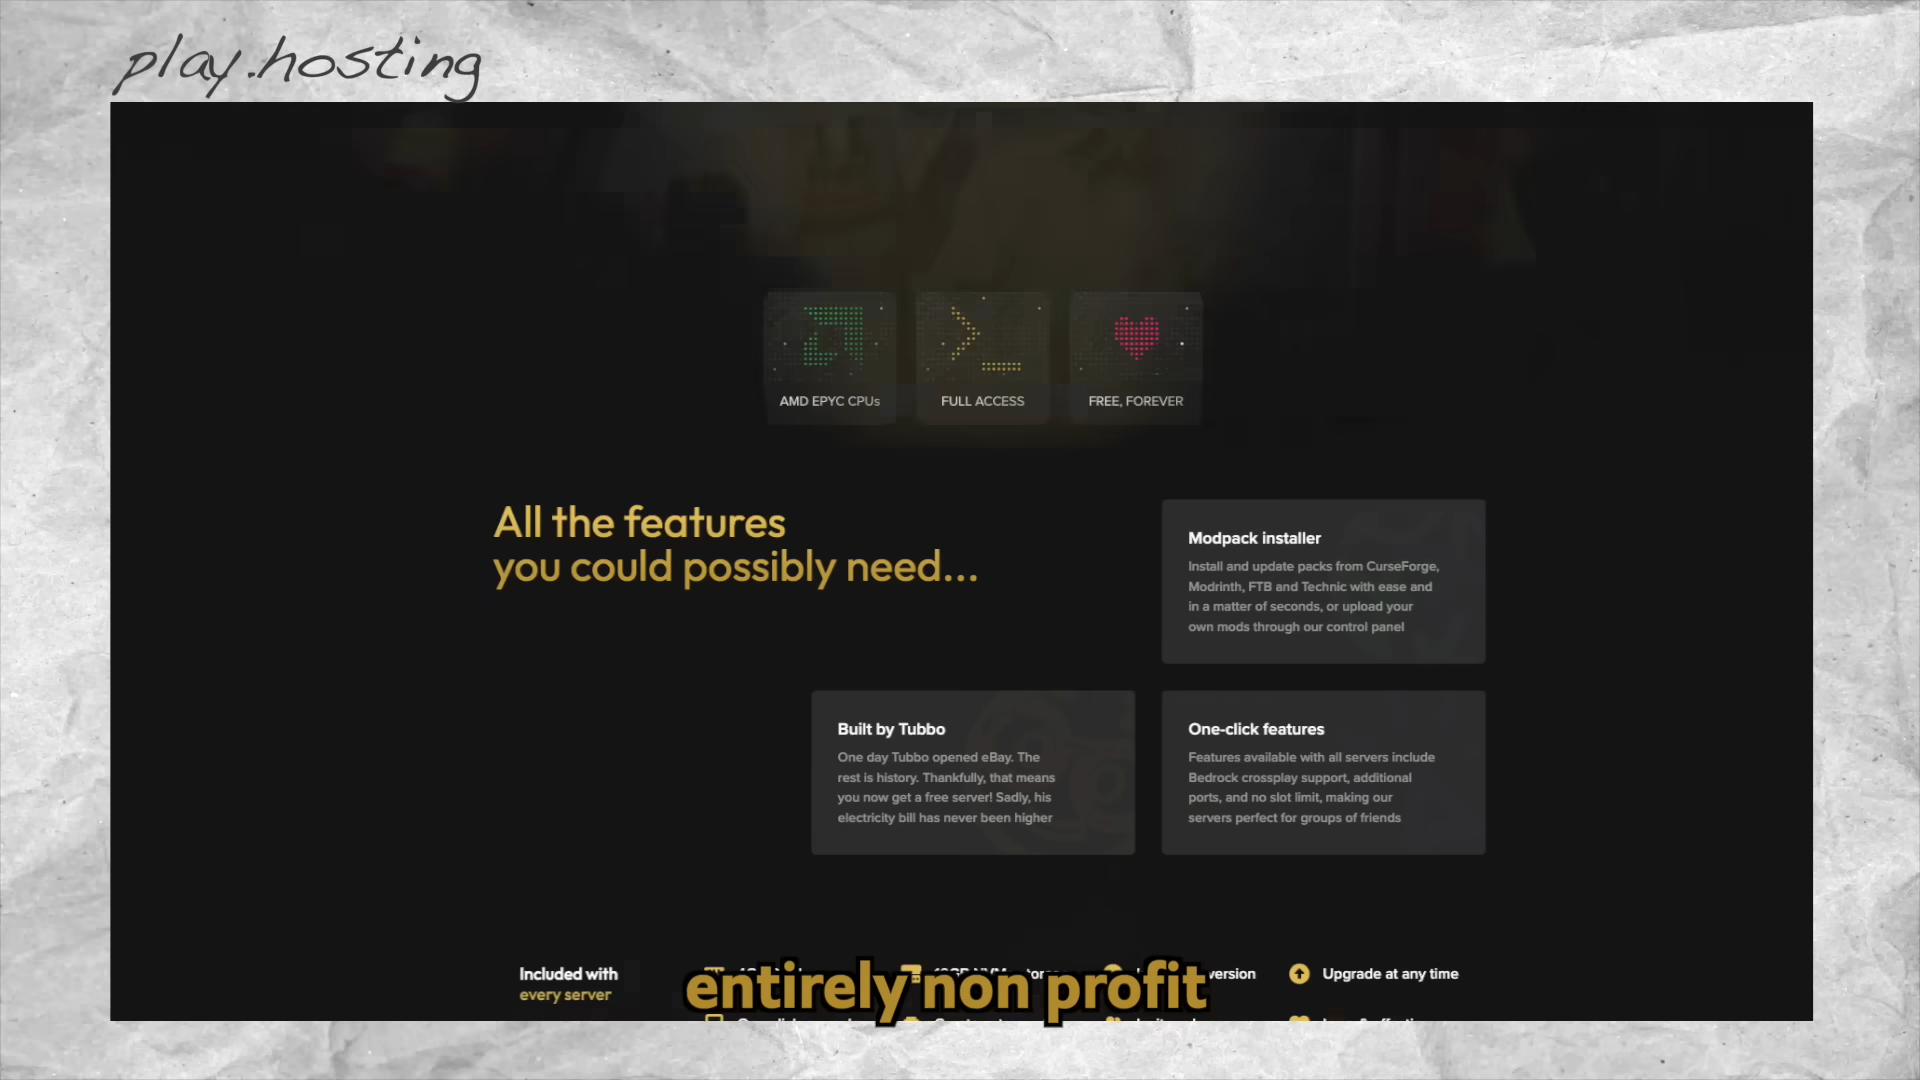 play.hosting
AMD EPYC CPUs
FULL ACCESS
FREE, FOREVER
All the features
you could possibly need...
Modpack installer
Install and update packs from CurseForge,
Modrinth, FTB and Technic with ease and
in a matter of seconds, or upload your
own mods through our control panel
Built by Tubbo
One day Tubbo opened eBay. The
rest is history. Thankfully, that means
you now get a free server! Sadly, his
electricity bill has never been higher
One-click features
Features available with all servers include
Bedrock crossplay support, additional
ports, and no slot limit, making our
servers perfect for groups of friends
Included with
every server
Upgrade at any time
entirely non profit